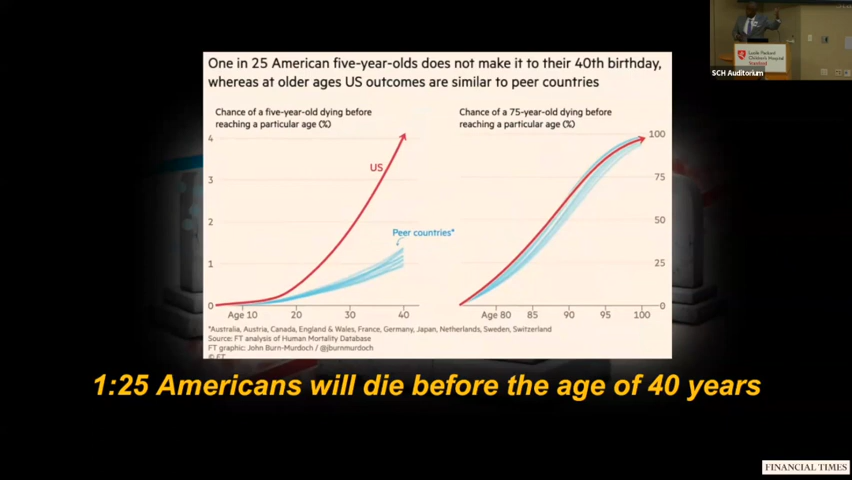 One in 25 American five-year-olds does not make it to their 40th birthday,
whereas at older ages US outcomes are similar to peer countries
Chance of a five-year-old dying before
reaching a particular age (%)
4
3
2
1
0
US
Peer countries*
Age 10
20
30
40
Chance of a 75-year-old dying before
reaching a particular age (%)
100
75
50
25
0
Age 80
85
90
95
100
*Australia, Austria, Canada, England & Wales, France, Germany, Japan, Netherlands, Sweden, Switzerland
Source: FT analysis of Human Mortality Database
FT graphic: John Burn-Murdoch / @jburnmurdoch
© FT
1:25 Americans will die before the age of 40 years
FINANCIAL TIMES
Lucile Packard
Children's Hospital
Stanford
SCH Auditorium